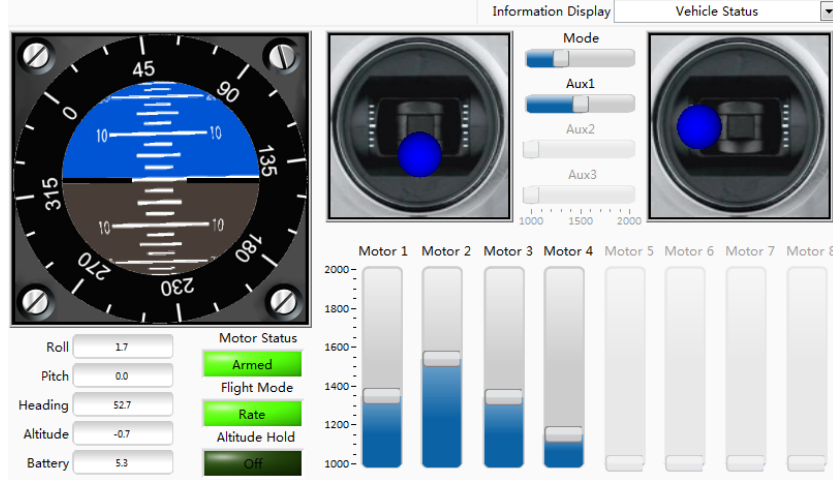 Information Display Vehicle Status
45
90
0
135
315
180
270
230
10 10
10 10
Mode
Aux1
Aux2
Aux3
1000 1500 2000
Roll 1.7
Pitch 0.0
Heading 52.7
Altitude -0.7
Battery 5.3
Motor Status
Armed
Flight Mode
Rate
Altitude Hold
Off
Motor 1 Motor 2 Motor 3 Motor 4 Motor 5 Motor 6 Motor 7 Motor 8
2000
1800
1600
1400
1200
1000